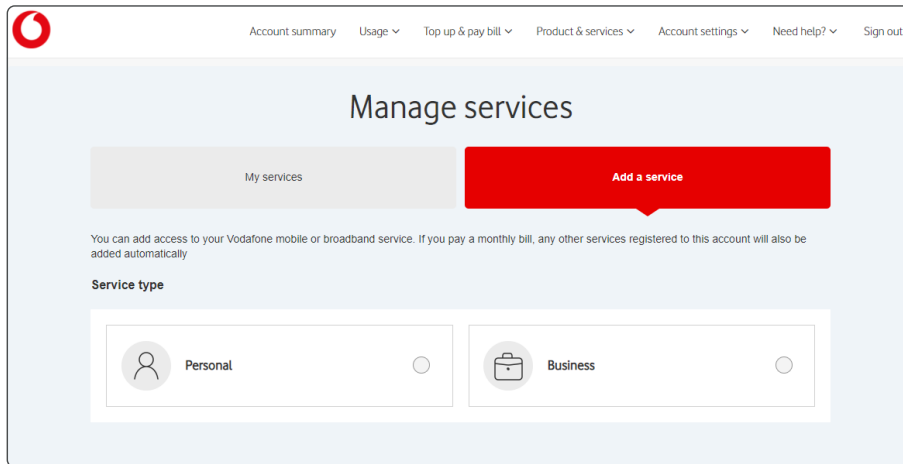 Account summary Usage Top up & pay bill Product & services Account settings Need help? Sign out
Manage services
My services Add a service
You can add access to your Vodafone mobile or broadband service. If you pay a monthly bill, any other services registered to this account will also be
added automatically
Service type
Personal Business